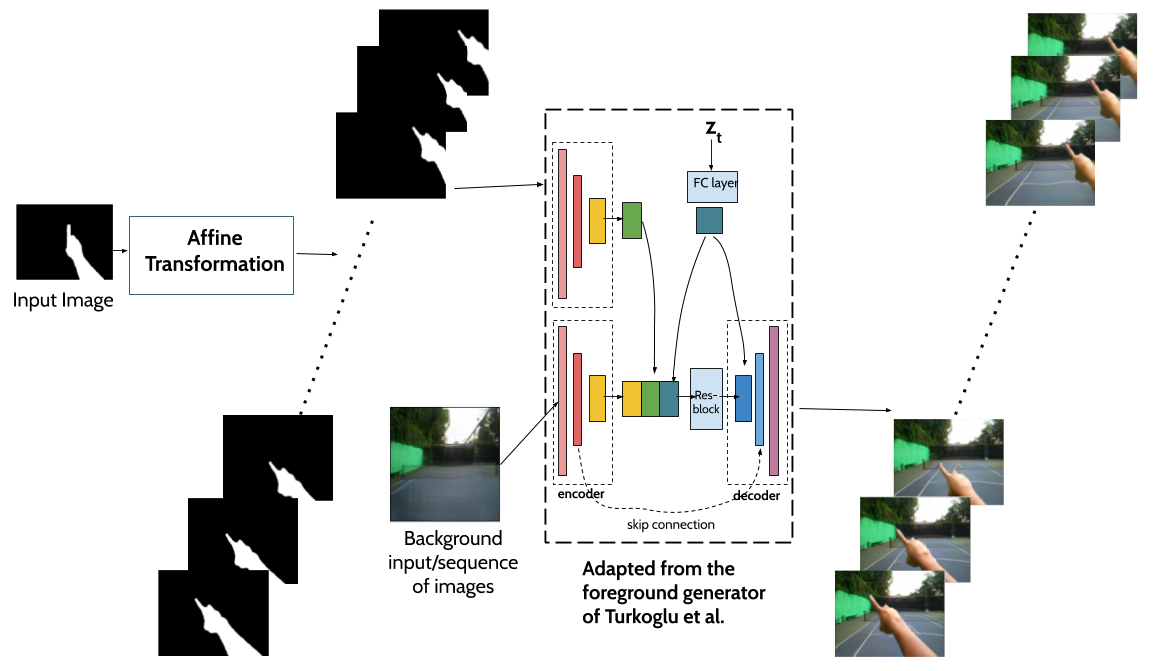 Input Image
Affine
Transformation
Background
input/sequence
of images
z_t
FC layer
Res-
block
encoder
decoder
skip connection
Adapted from the
foreground generator
of Turkoglu et al.